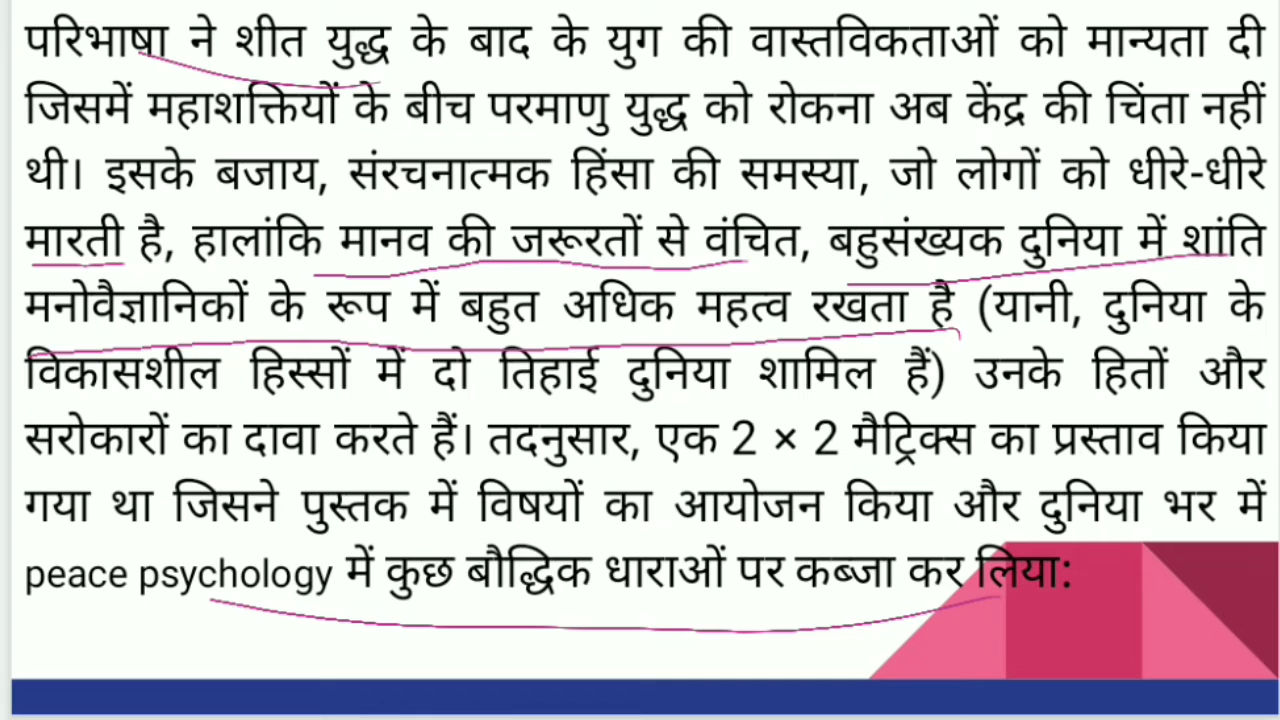 परिभाषा ने शीत युद्ध के बाद के युग की वास्तविकताओं को मान्यता दी
जिसमें महाशक्तियों के बीच परमाणु युद्ध को रोकना अब केंद्र की चिंता नहीं
थी। इसके बजाय, संरचनात्मक हिंसा की समस्या, जो लोगों को धीरे-धीरे
मारती है, हालांकि मानव की जरूरतों से वंचित, बहुसंख्यक दुनिया में शांति
मनोवैज्ञानिकों के रूप में बहुत अधिक महत्व रखता है (यानी, दुनिया के
विकासशील हिस्सों में दो तिहाई दुनिया शामिल हैं) उनके हितों और
सरोकारों का दावा करते हैं। तदनुसार, एक 2 × 2 मैट्रिक्स का प्रस्ताव किया
गया था जिसने पुस्तक में विषयों का आयोजन किया और दुनिया भर में
peace psychology में कुछ बौद्धिक धाराओं पर कब्जा कर लिया: